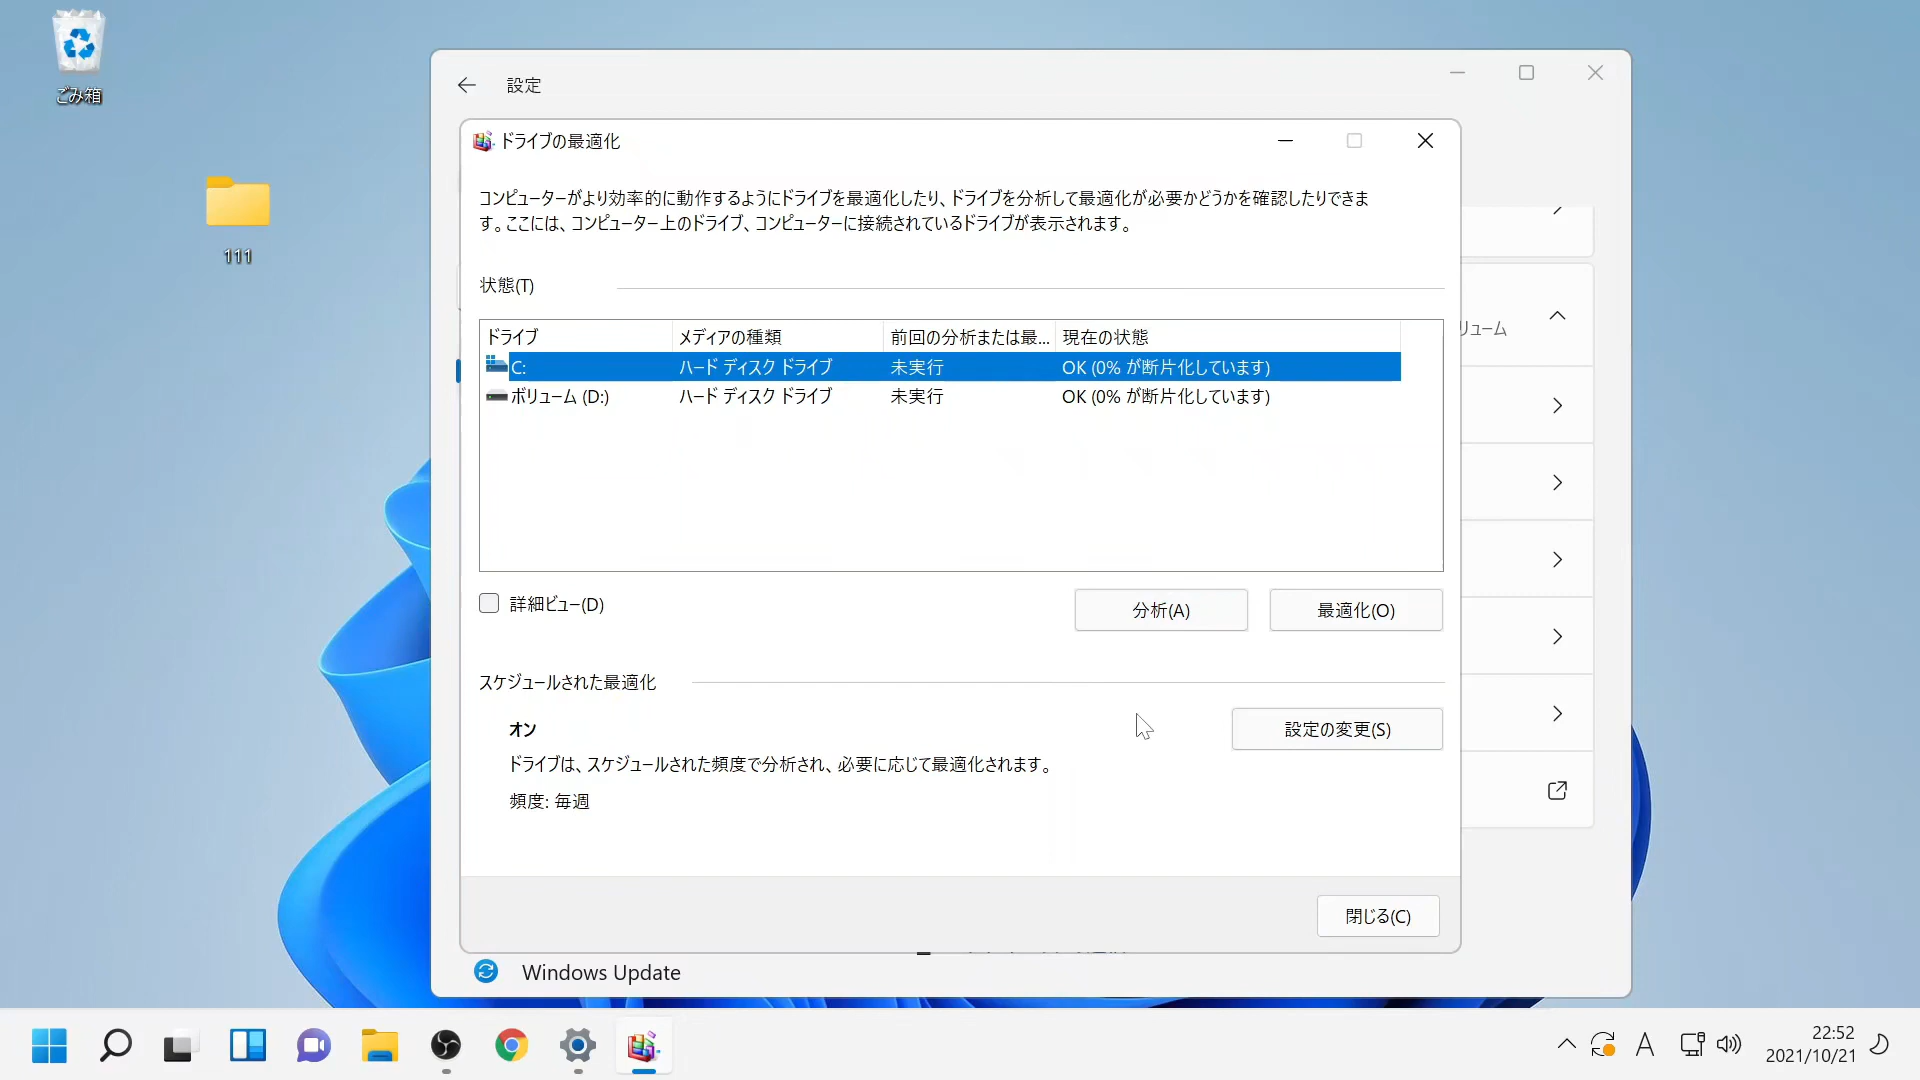 ごみ箱
111
設定
ドライブの最適化
コンピューターがより効率的に動作するようにドライブを最適化したり、ドライブを分析して最適化が必要かどうかを確認したりできま
す。ここには、コンピューター上のドライブ、コンピューターに接続されているドライブが表示されます。
状態(T)
ドライブ メディアの種類 前回の分析または最... 現在の状態
C: ハード ディスク ドライブ 未実行 OK (0% が断片化しています)
ボリューム (D:) ハード ディスク ドライブ 未実行 OK (0% が断片化しています)
リューム
詳細ビュー(D)
分析(A)
最適化(O)
スケジュールされた最適化
オン
設定の変更(S)
ドライブは、スケジュールされた頻度で分析され、必要に応じて最適化されます。
頻度: 毎週
閉じる(C)
Windows Update
A
22:52
2021/10/21